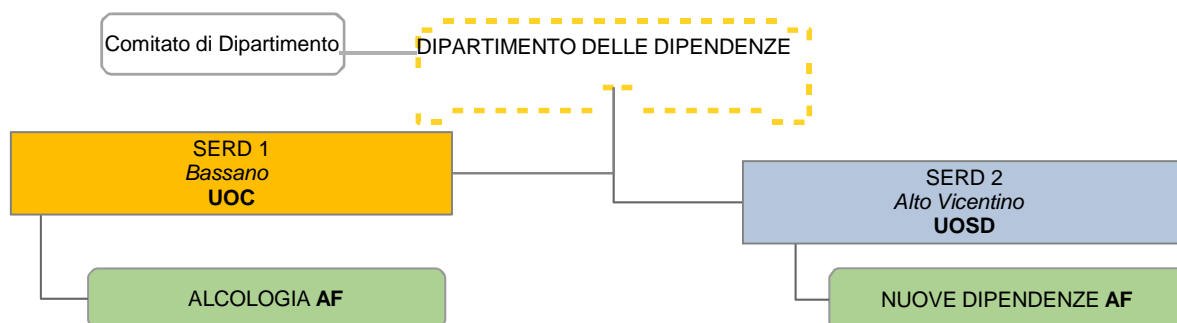 Comitato di Dipartimento
DIPARTIMENTO DELLE DIPENDENZE
SERD 1
Bassano
UOC
SERD 2
Alto Vicentino
UOSD
ALCOLOGIA AF
NUOVE DIPENDENZE AF